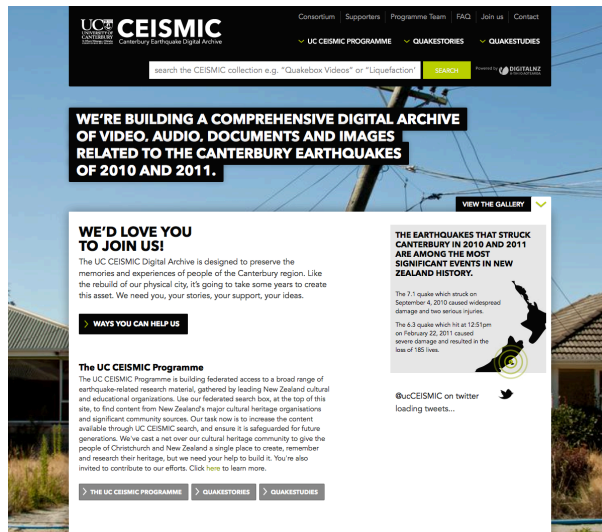 Consortium | Supporters | Programme Team | FAQ | Join us | Contact
UC
UNIVERSITY OF
CANTERBURY
CEISMIC
Canterbury Earthquake Digital Archive
UC CEISMIC PROGRAMME QUAKESTORIES QUAKESTUDIES
search the CEISMIC collection e.g. "Quakebox Videos" or "Liquefaction'
SEARCH
Powered by DIGITALNZ
WE'RE BUILDING A COMPREHENSIVE DIGITAL ARCHIVE
OF VIDEO, AUDIO, DOCUMENTS AND IMAGES
RELATED TO THE CANTERBURY EARTHQUAKES
OF 2010 AND 2011.
VIEW THE GALLERY
WE'D LOVE YOU
TO JOIN US!
The UC CEISMIC Digital Archive is designed to preserve the
memories and experiences of people of the Canterbury region. Like
the rebuild of our physical city, it's going to take some years to create
this asset. We need you, your stories, your support, your ideas.
WAYS YOU CAN HELP US
The UC CEISMIC Programme
The UC CEISMIC Programme is building federated access to a broad range of
earthquake-related research material, gathered by leading New Zealand cultural
and educational organizations. Use our federated search box, at the top of this
site, to find content from New Zealand's major cultural heritage organisations
and significant community sources. Our task now is to increase the content
available through UC CEISMIC search, and ensure it is safeguarded for future
generations. We've cast a net over our cultural heritage community to give the
people of Christchurch and New Zealand a single place to create, remember
and research their heritage, but we need your help to build it. You're also
invited to contribute to our efforts. Click here to learn more.
THE UC CEISMIC PROGRAMME QUAKESTORIES QUAKESTUDIES
THE EARTHQUAKES THAT STRUCK
CANTERBURY IN 2010 AND 2011
ARE AMONG THE MOST
SIGNIFICANT EVENTS IN NEW
ZEALAND HISTORY.
The 7.1 quake which struck on
September 4, 2010 caused widespread
damage and two serious injuries.
The 6.3 quake which hit at 12:51pm
on February 22, 2011 caused
severe damage and resulted in the
loss of 185 lives.
@ucCEISMIC on twitter
loading tweets...